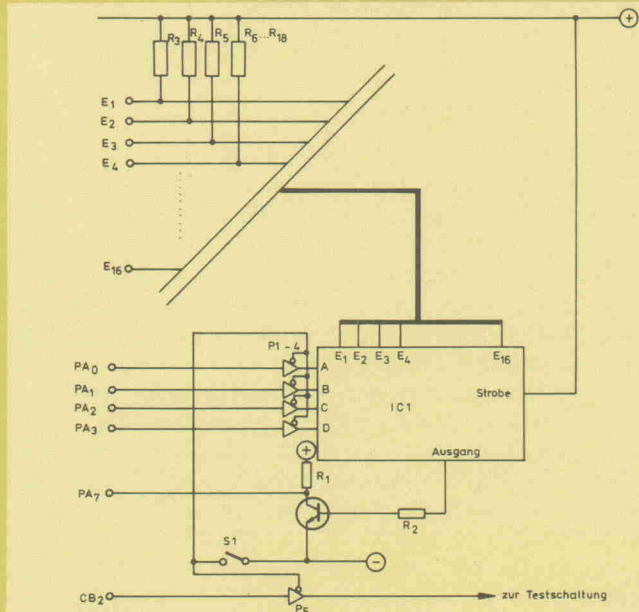 +
R3 R4 R5 R6...R18
E1
E2
E3
E4
E16
P1-4
E1 E2 E3 E4 E16
PA0 A
PA1 B
PA2 C
PA3 D
Strobe
IC1
Ausgang
+
R1
PA7
R2
S1
−
CB2
P5
zur Testschaltung